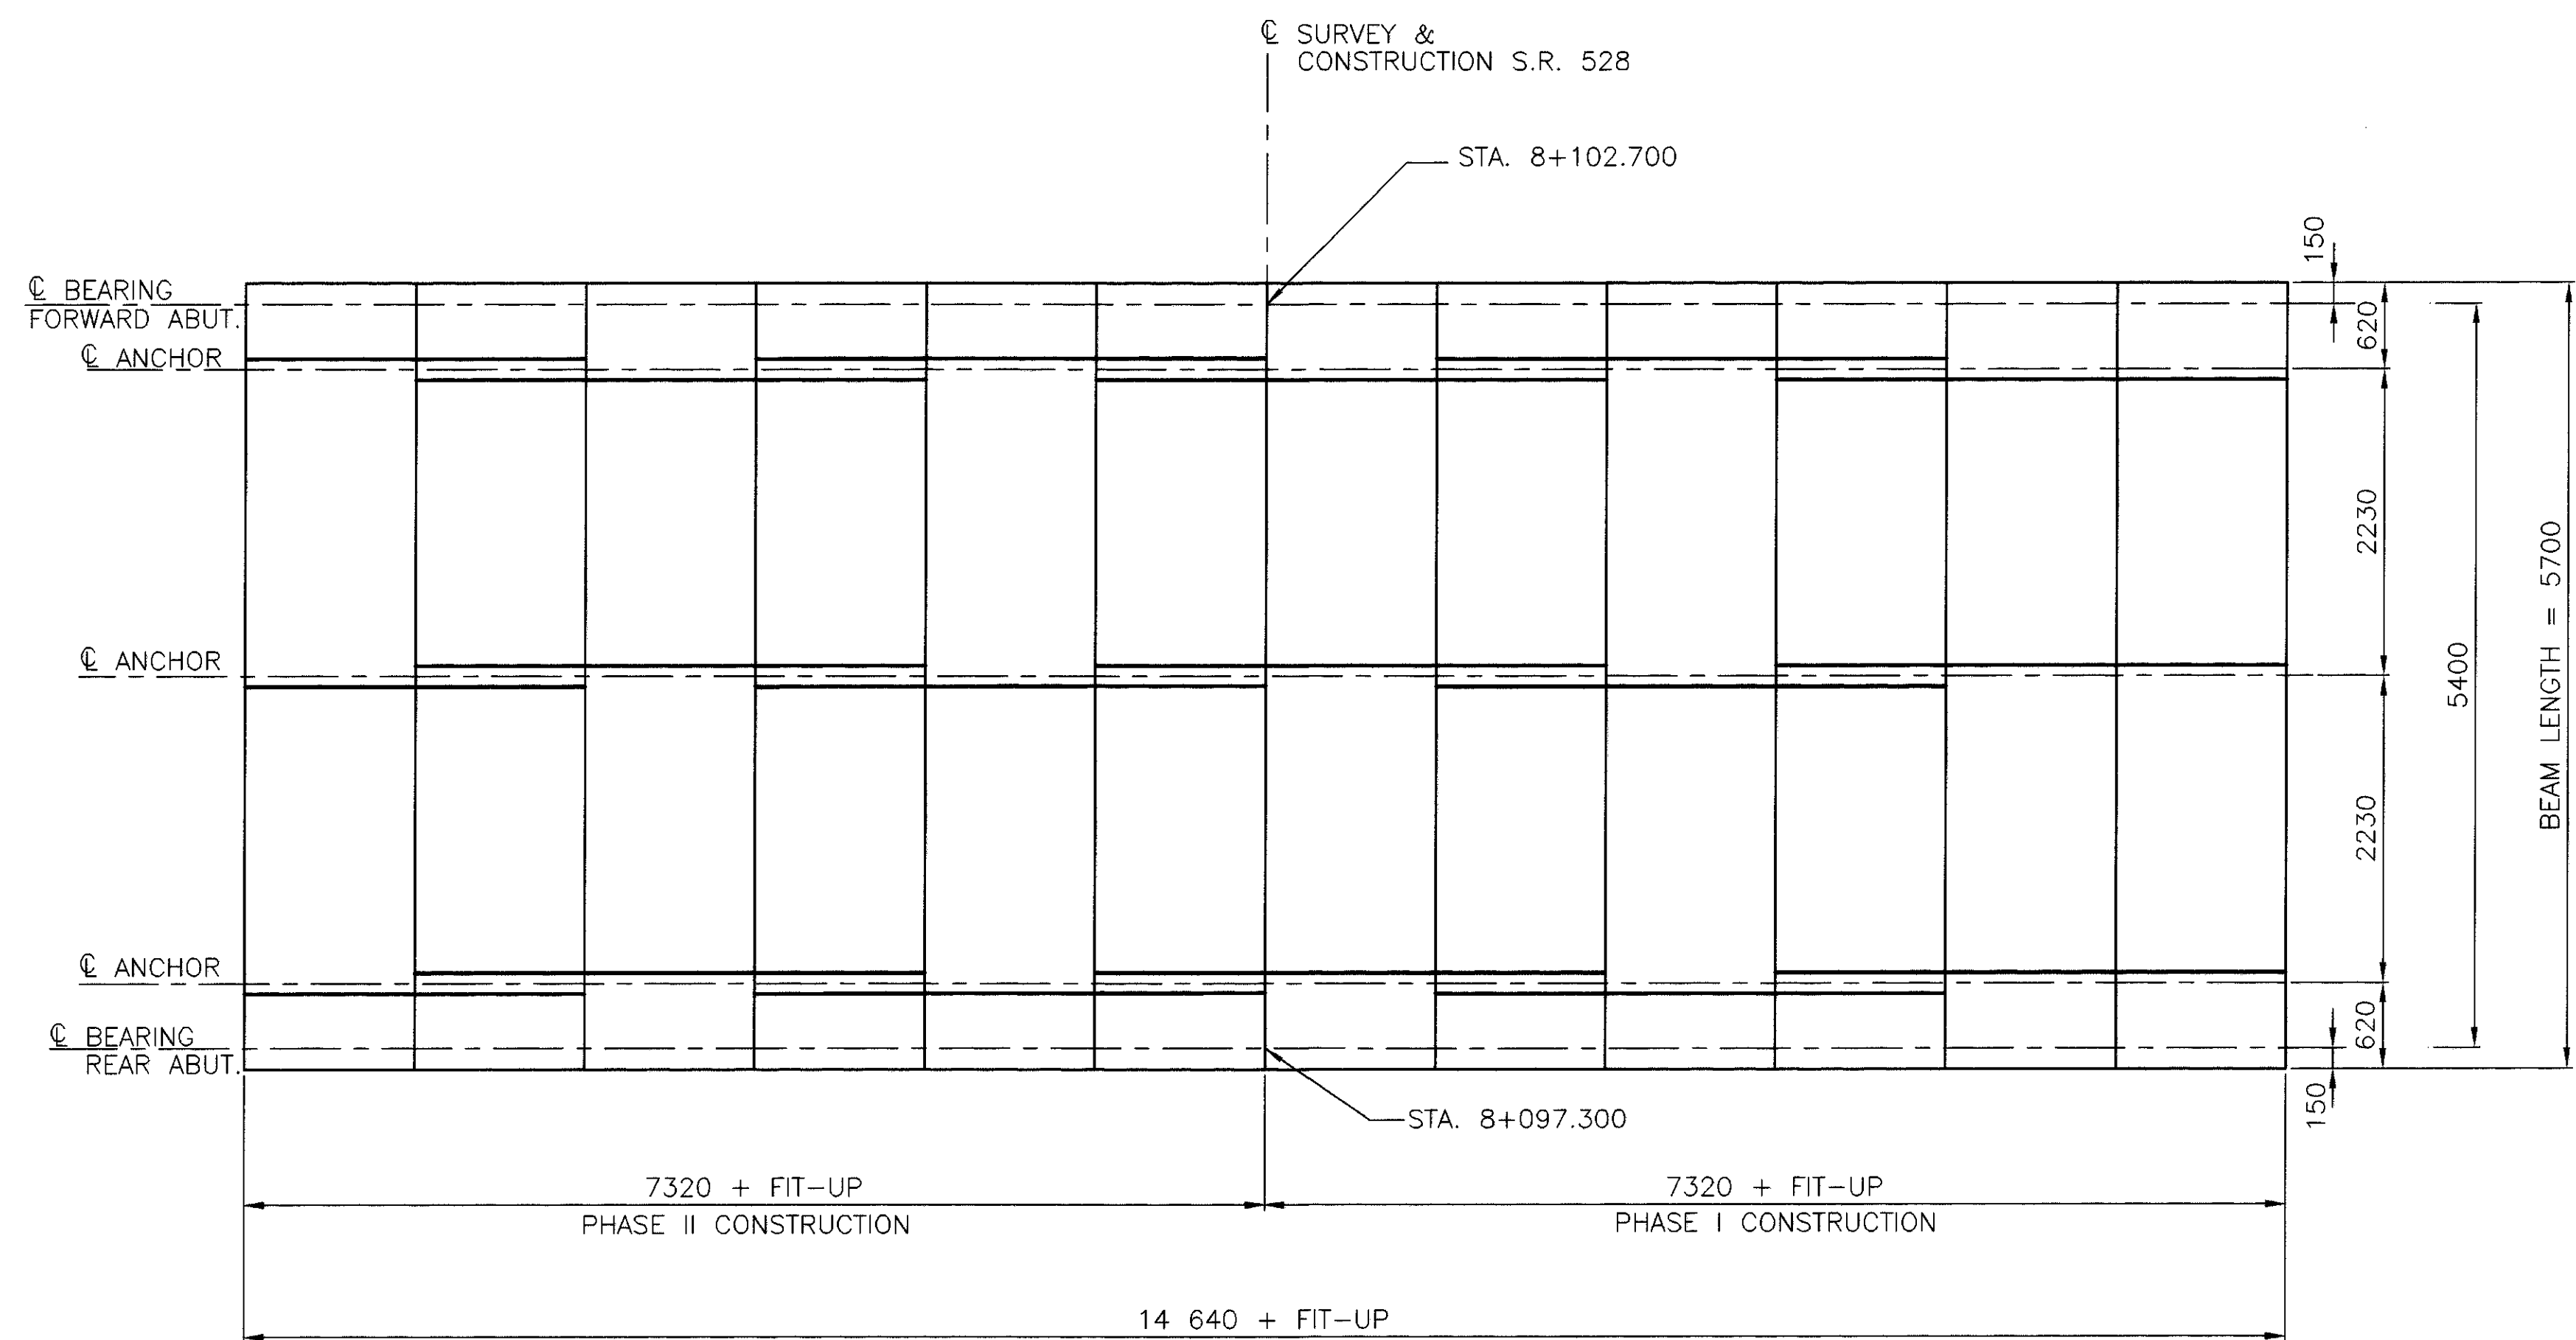 ℄ SURVEY &
CONSTRUCTION S.R. 528
STA. 8+102.700
150
℄ BEARING
FORWARD ABUT.
620
℄ ANCHOR
2230
5400
BEAM LENGTH = 5700
℄ ANCHOR
2230
℄ ANCHOR
620
℄ BEARING
REAR ABUT.
150
STA. 8+097.300
7320 + FIT-UP
PHASE II CONSTRUCTION
7320 + FIT-UP
PHASE I CONSTRUCTION
14 640 + FIT-UP